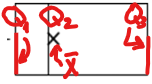 Q₁ Q₂ Q₃
x̄